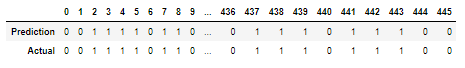 0 1 2 3 4 5 6 7 8 9 ... 436 437 438 439 440 441 442 443 444 445
Prediction 0 0 1 1 1 1 0 1 1 0 ... 0 1 1 1 0 1 1 1 0 0
Actual 0 0 1 1 1 1 0 1 1 0 ... 0 1 1 1 0 1 1 1 0 0